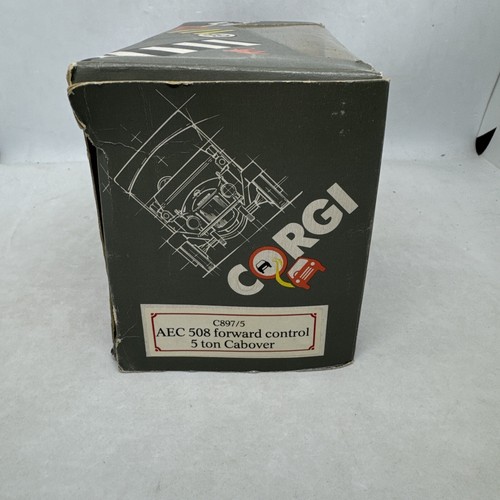 CORGI
C897/5
AEC 508 forward control
5 ton Cabover